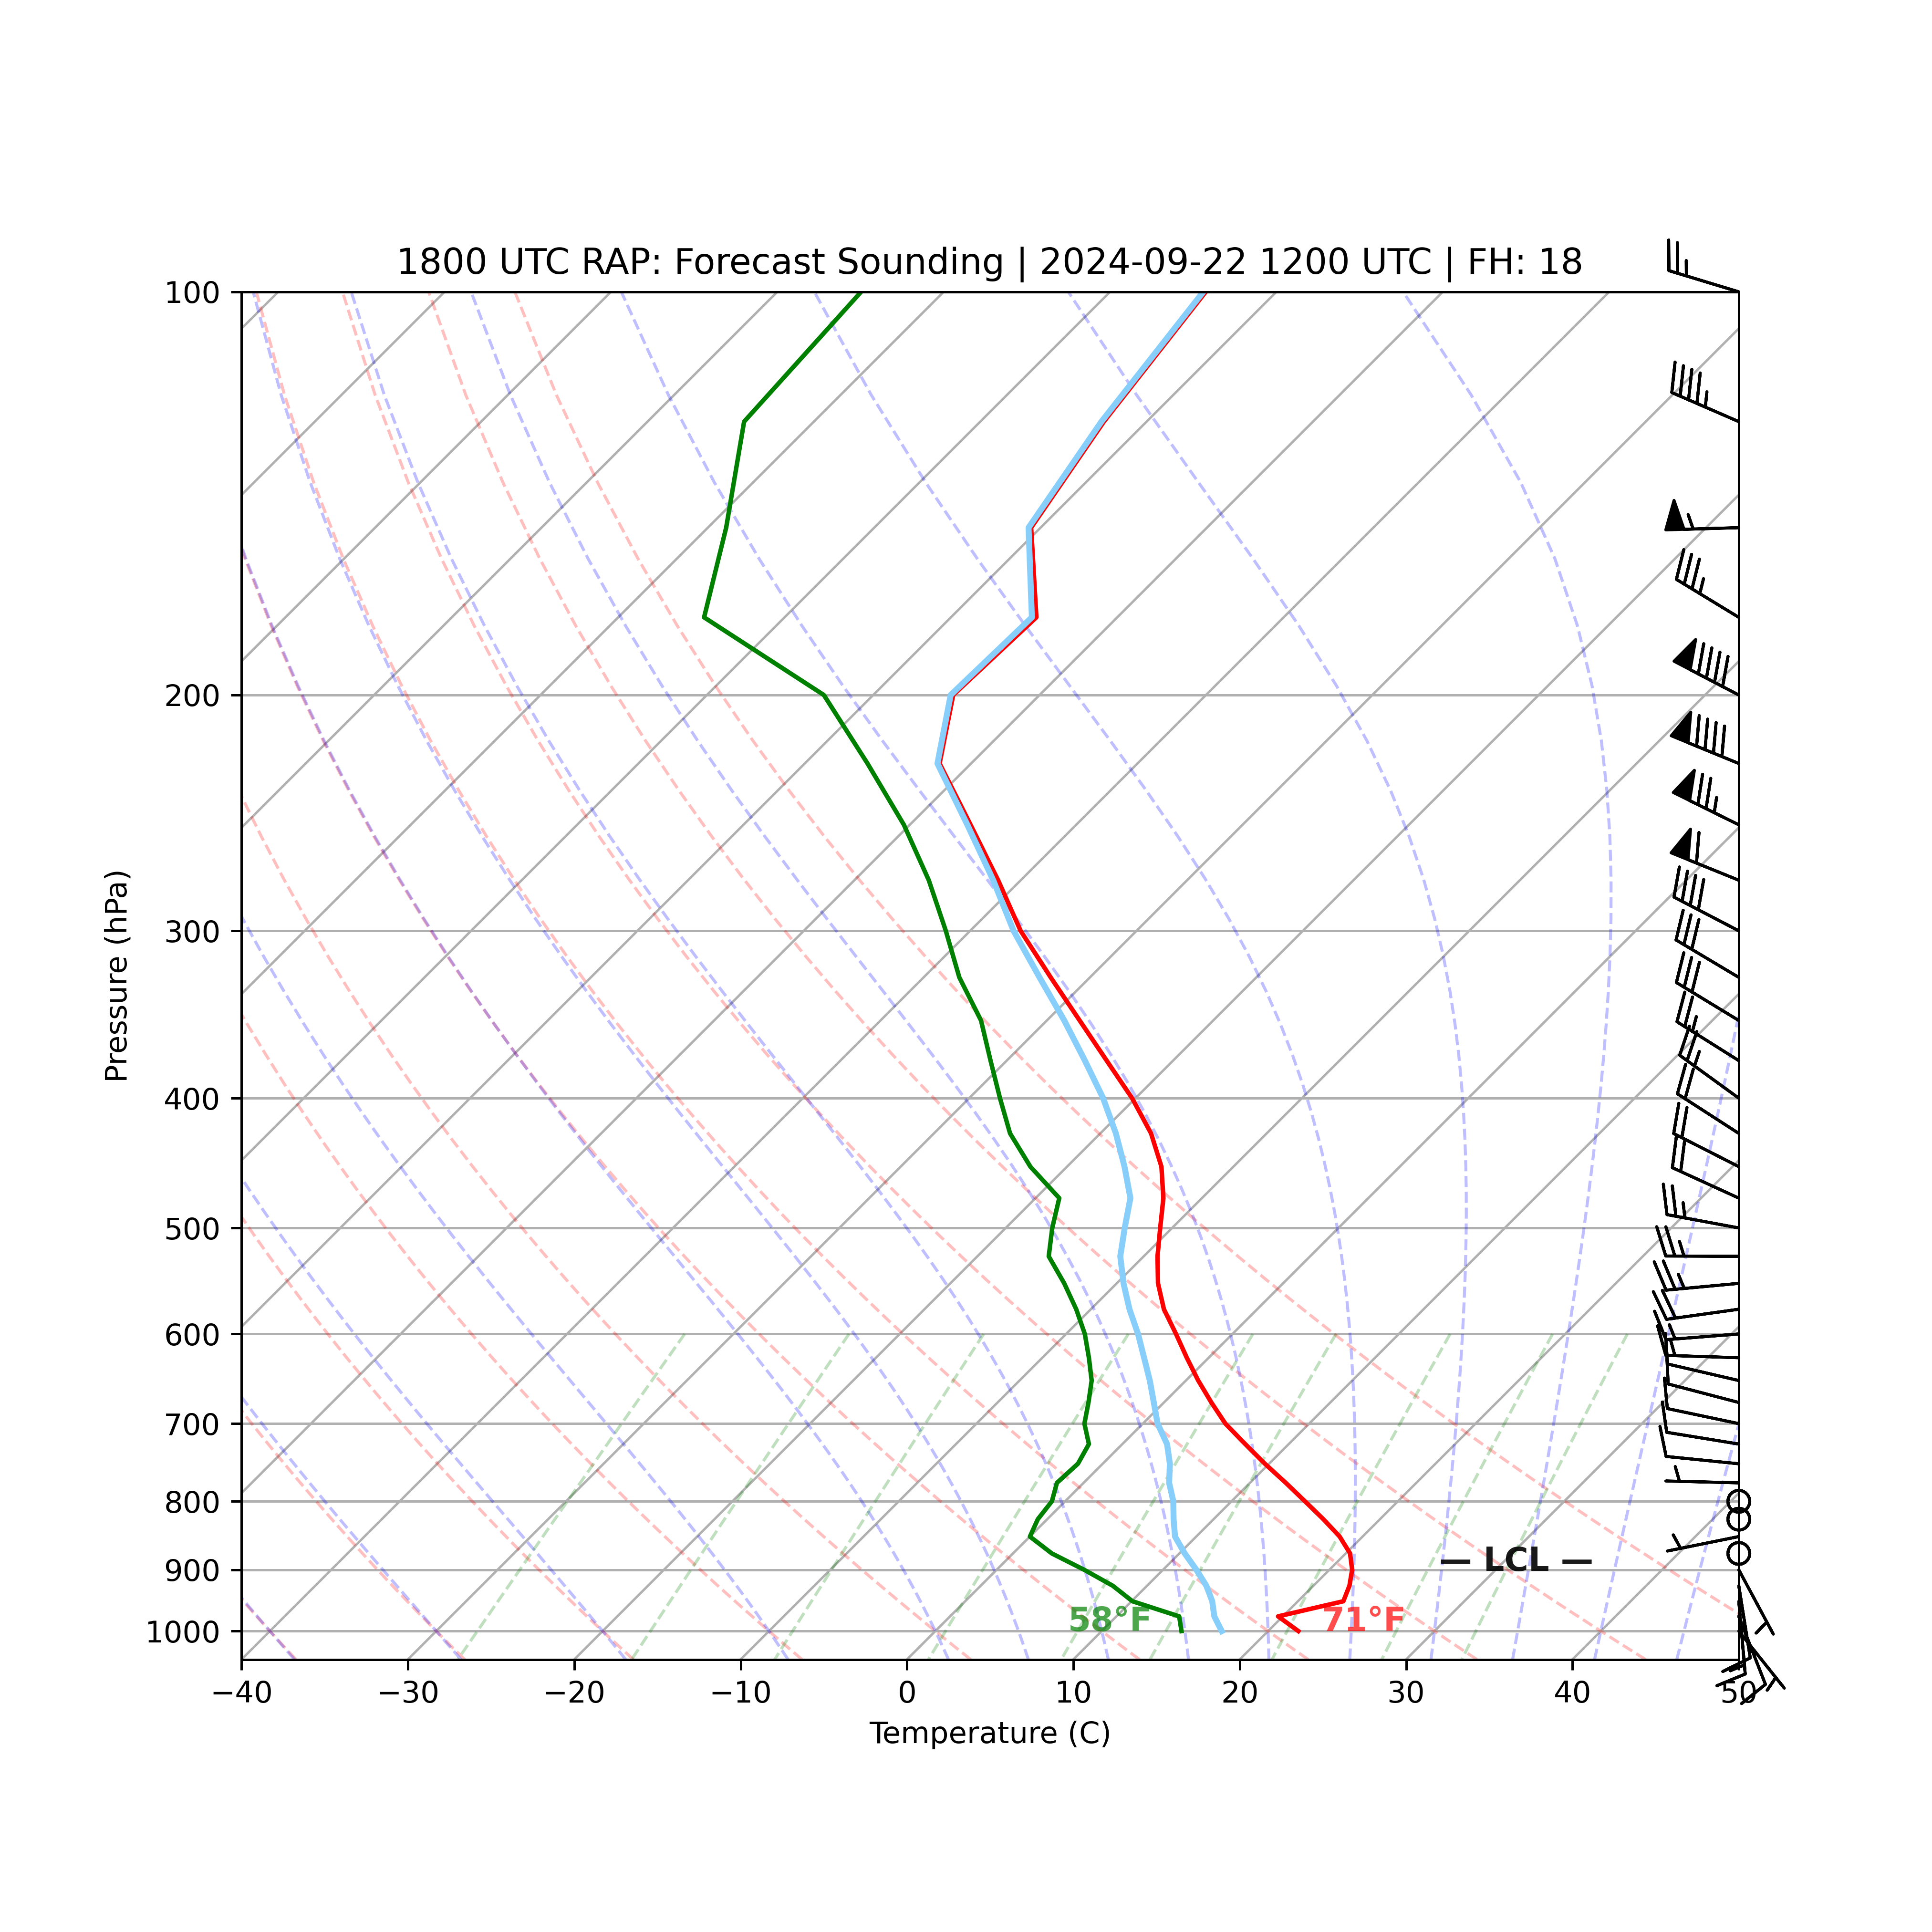 1800 UTC RAP: Forecast Sounding | 2024-09-22 1200 UTC | FH: 18
100
200
300
400
500
600
700
800
900
1000
Pressure (hPa)
— LCL —
58°F
71°F
−40 −30 −20 −10 0 10 20 30 40 50
Temperature (C)